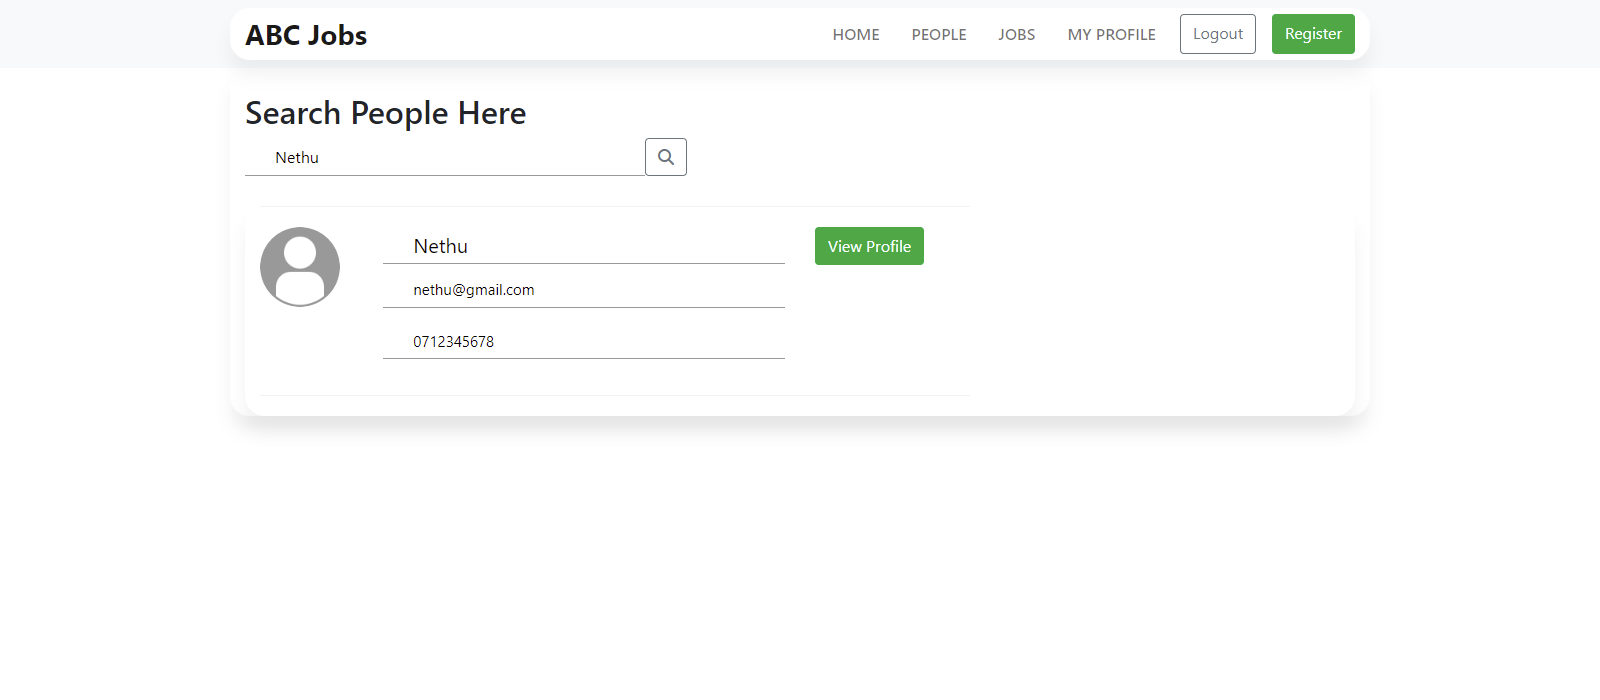 ABC Jobs HOME PEOPLE JOBS MY PROFILE Logout Register
Search People Here
Nethu
Nethu View Profile
nethu@gmail.com
0712345678